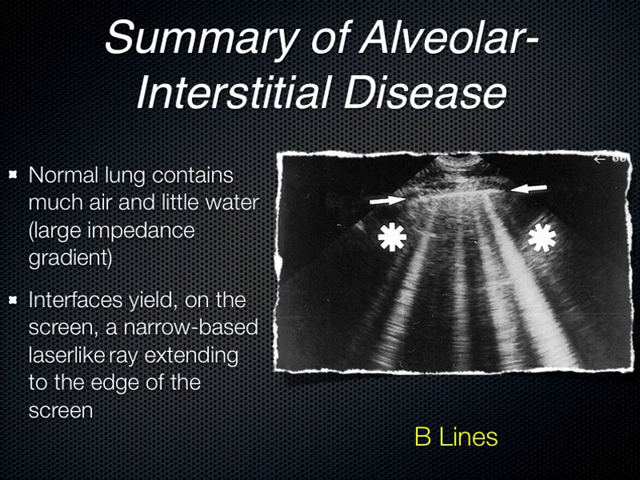 Summary of Alveolar-
Interstitial Disease
Normal lung contains
much air and little water
(large impedance
gradient)
Interfaces yield, on the
screen, a narrow-based
laserlike ray extending
to the edge of the
screen
B Lines